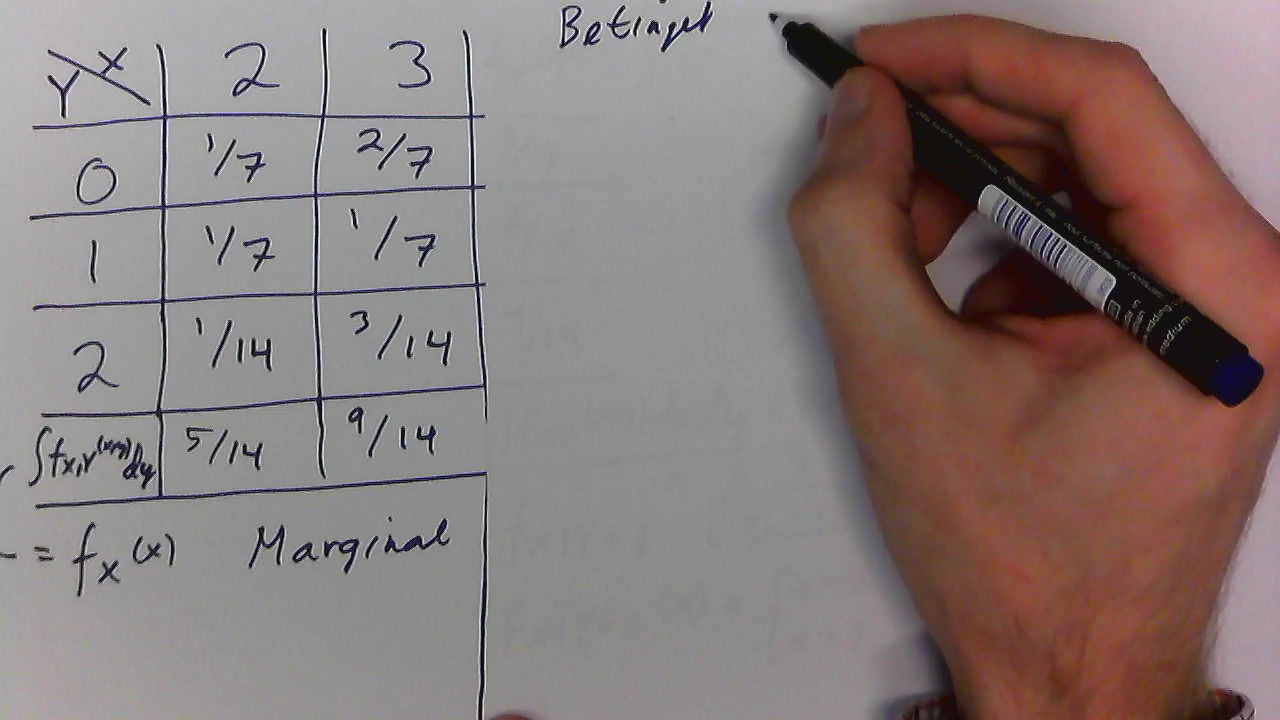 Y X 2 3
0 1/7 2/7
1 1/7 1/7
2 1/14 3/14
∫fx,Y(x,y)dy 5/14 9/14
= fx(x) Marginal
Betinget